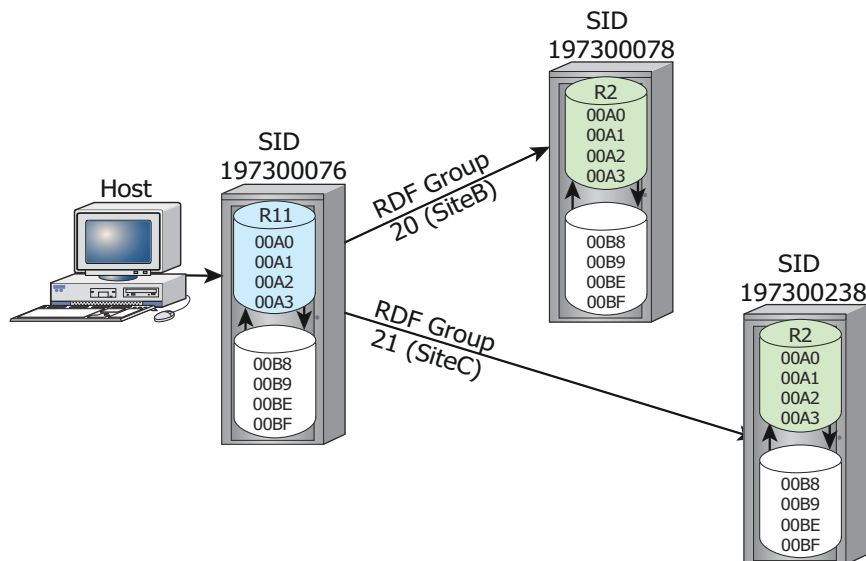 Host
SID
197300076
R11
00A0
00A1
00A2
00A3
00B8
00B9
00BE
00BF
RDF Group
20 (SiteB)
RDF Group
21 (SiteC)
SID
197300078
R2
00A0
00A1
00A2
00A3
00B8
00B9
00BE
00BF
SID
197300238
R2
00A0
00A1
00A2
00A3
00B8
00B9
00BE
00BF